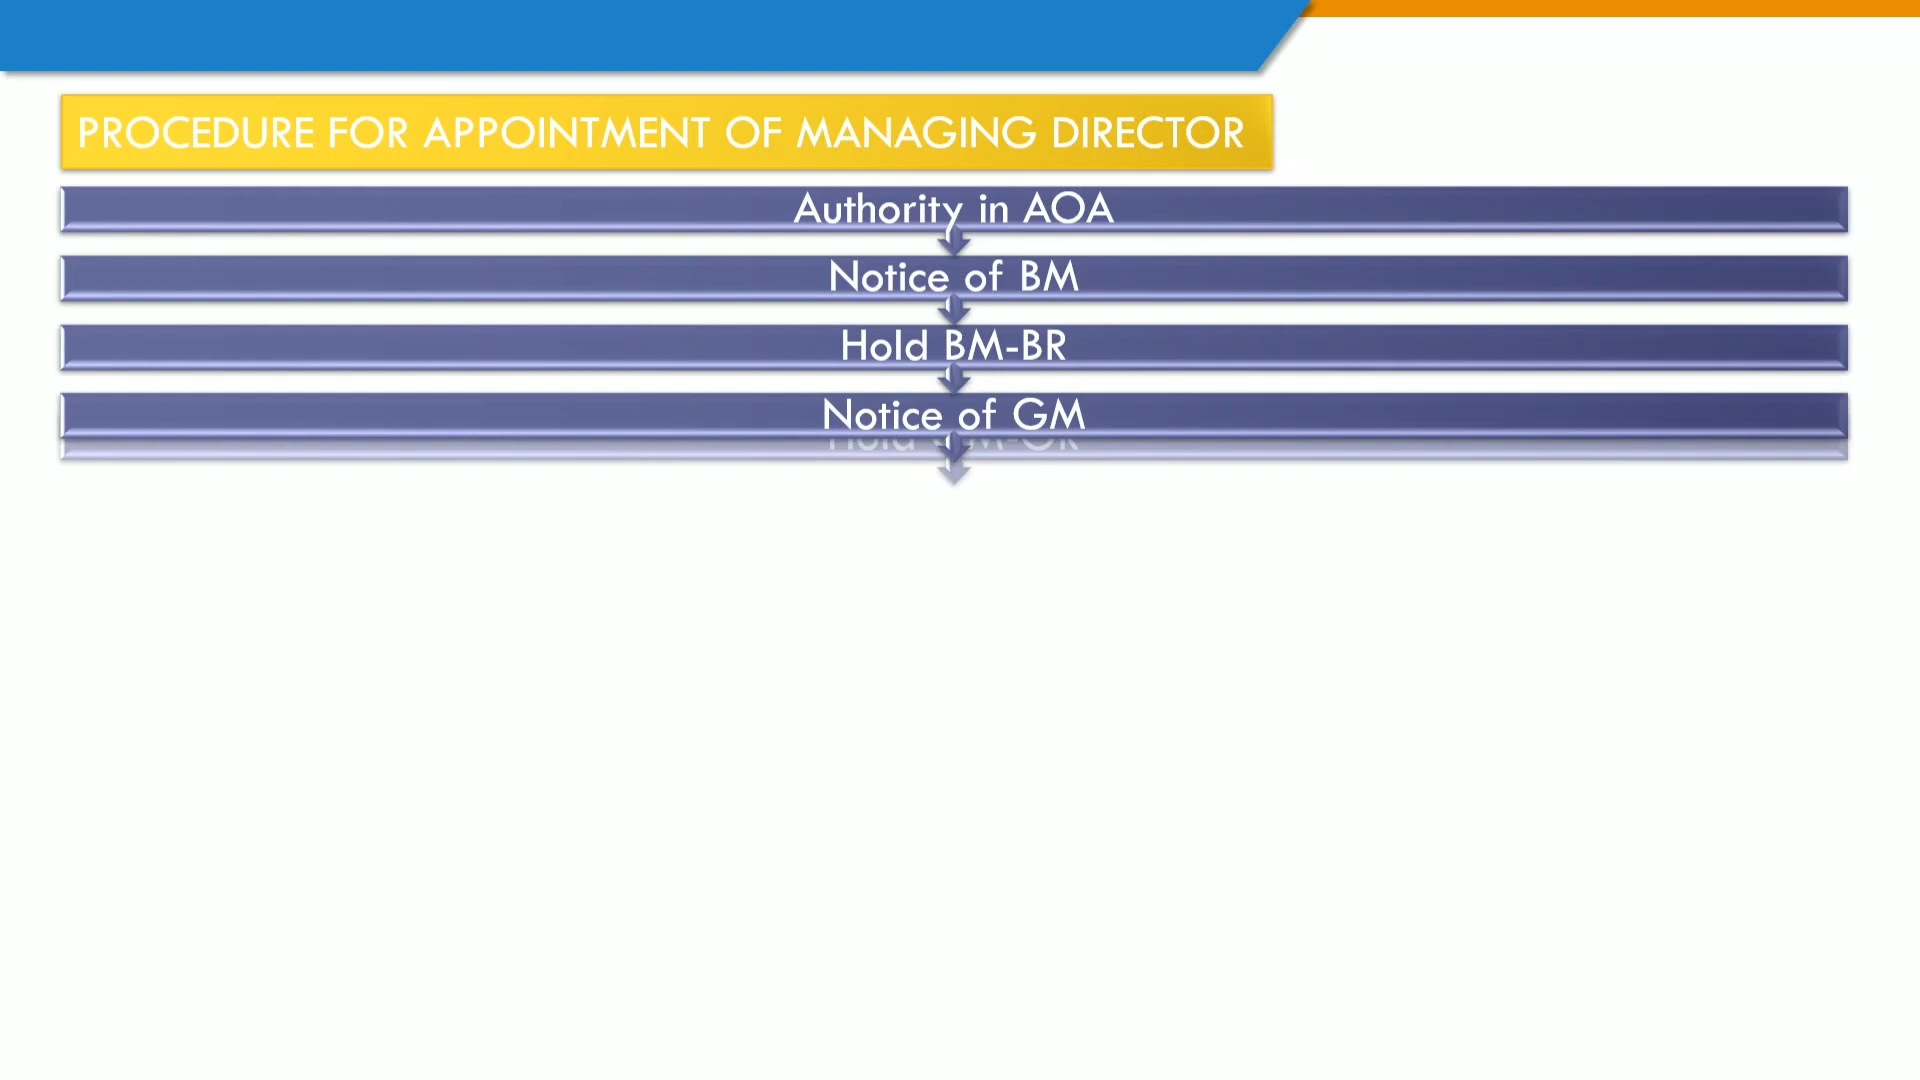 PROCEDURE FOR APPOINTMENT OF MANAGING DIRECTOR
Authority in AOA
Notice of BM
Hold BM-BR
Notice of GM